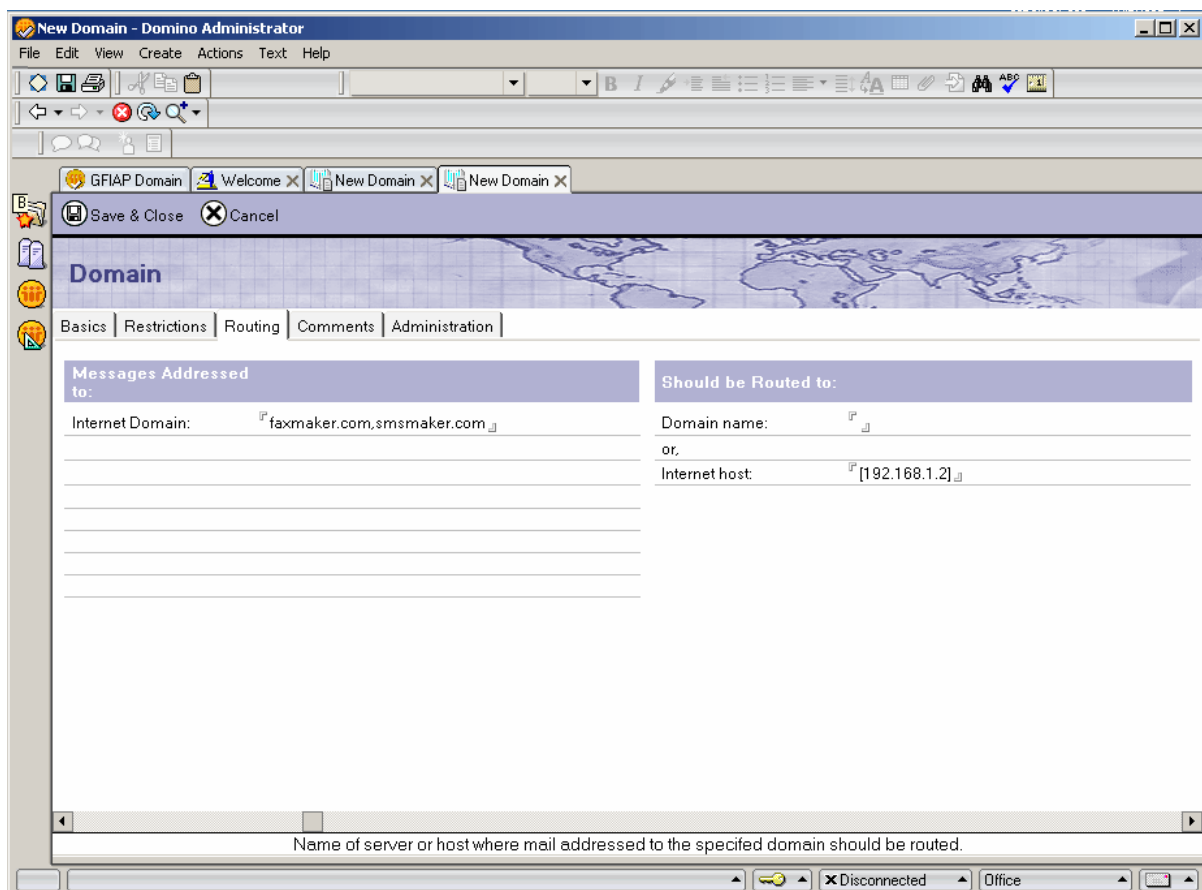 New Domain - Domino Administrator
File Edit View Create Actions Text Help
B I
ABC
GFIAP Domain Welcome New Domain New Domain
B
Save & Close Cancel
Domain
Basics Restrictions Routing Comments Administration
Messages Addressed
to:
Should be Routed to:
Internet Domain: faxmaker.com,smsmaker.com
Domain name:
or,
Internet host: [192.168.1.2]
Name of server or host where mail addressed to the specifed domain should be routed.
Disconnected Office